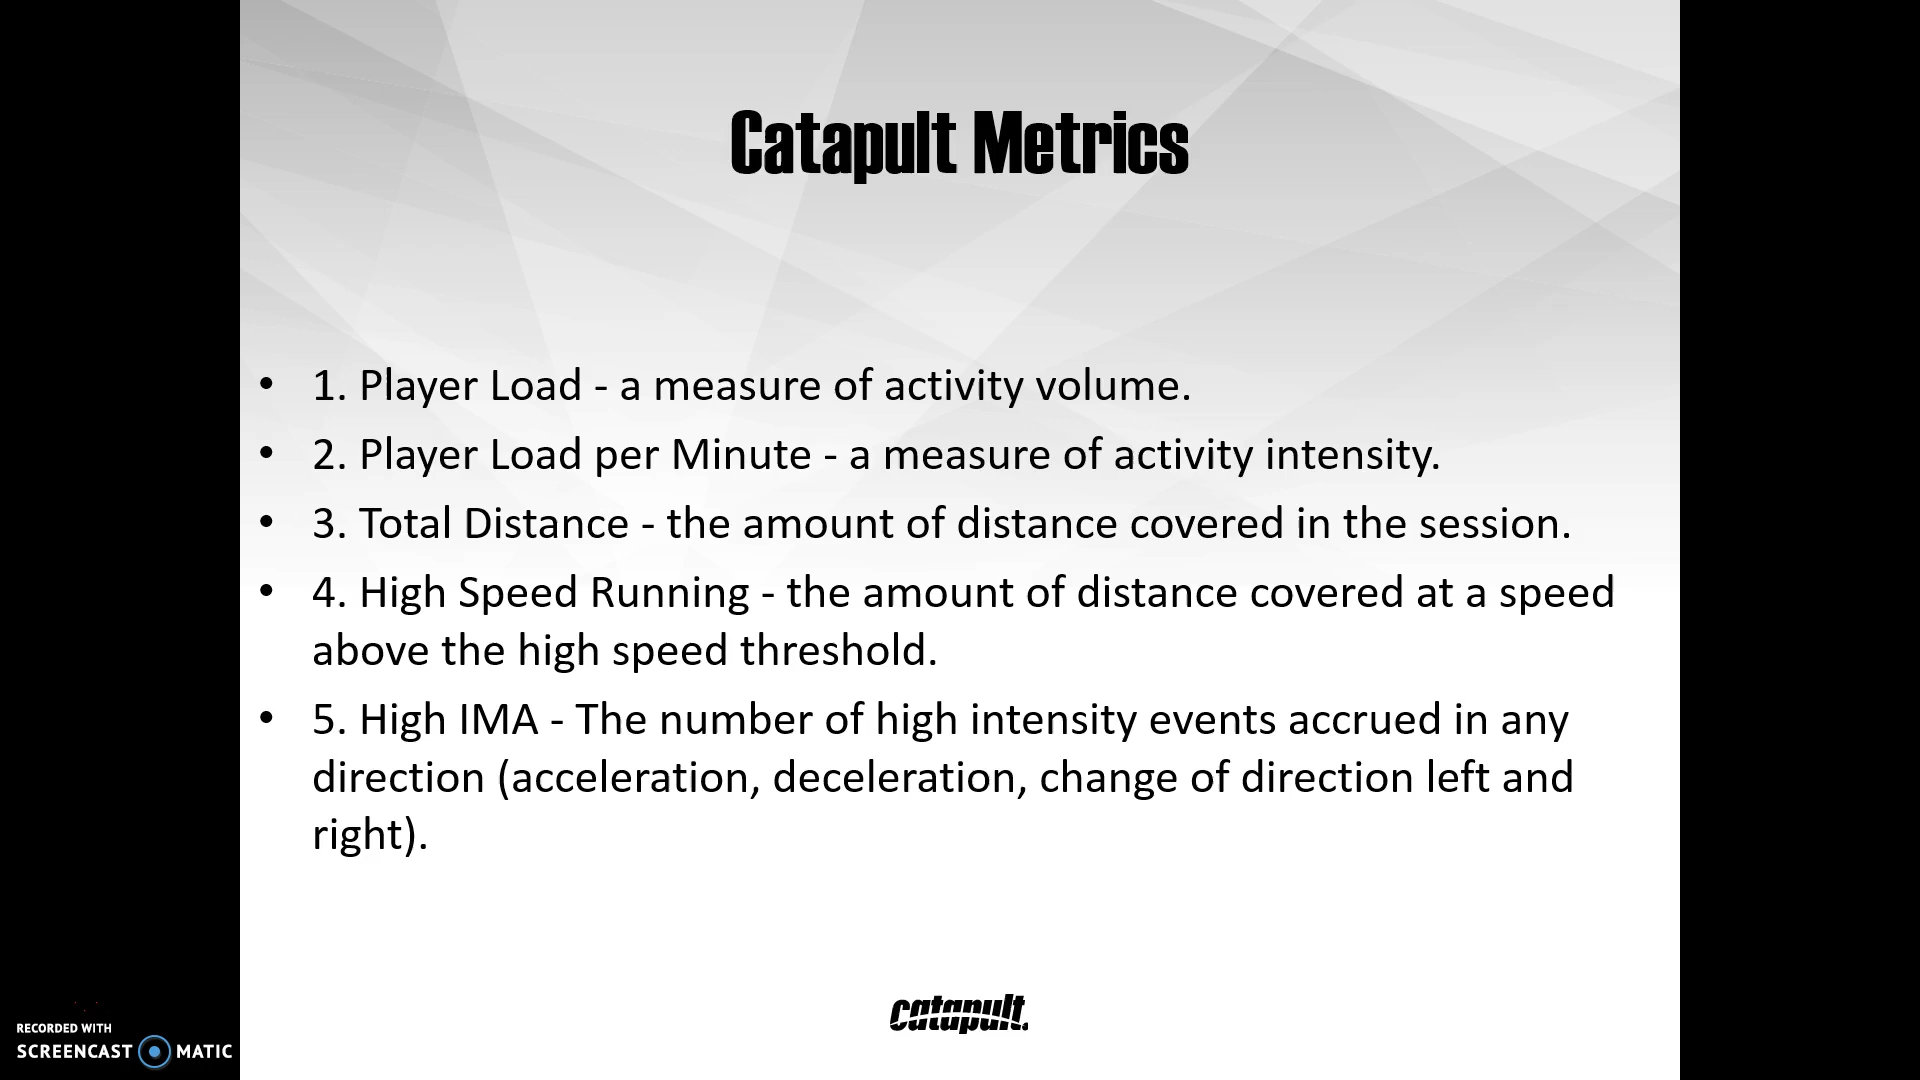 Catapult Metrics
• 1. Player Load - a measure of activity volume.
• 2. Player Load per Minute - a measure of activity intensity.
• 3. Total Distance - the amount of distance covered in the session.
• 4. High Speed Running - the amount of distance covered at a speed
above the high speed threshold.
• 5. High IMA - The number of high intensity events accrued in any
direction (acceleration, deceleration, change of direction left and
right).
catapult.
RECORDED WITH
SCREENCAST MATIC